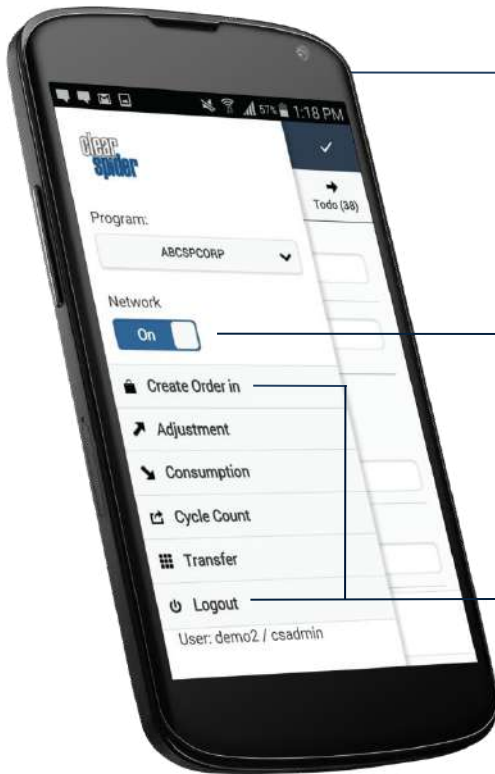 57% 1:18 PM
clear
spider
Todo (38)
Program:
ABCSPCORP
Network
On
Create Order in
Adjustment
Consumption
Cycle Count
Transfer
Logout
User: demo2 / csadmin